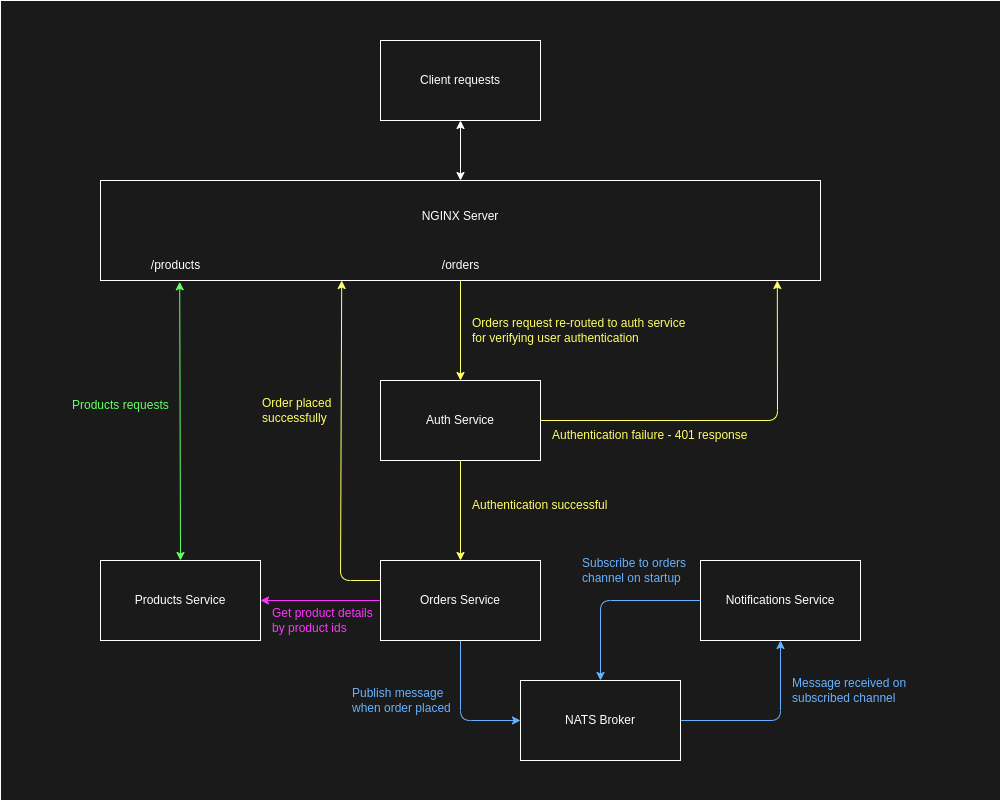 Client requests
NGINX Server
/products
/orders
Orders request re-routed to auth service
for verifying user authentication
Products requests
Order placed
successfully
Auth Service
Authentication failure - 401 response
Authentication successful
Subscribe to orders
channel on startup
Products Service
Orders Service
Notifications Service
Get product details
by product ids
Publish message
when order placed
NATS Broker
Message received on
subscribed channel